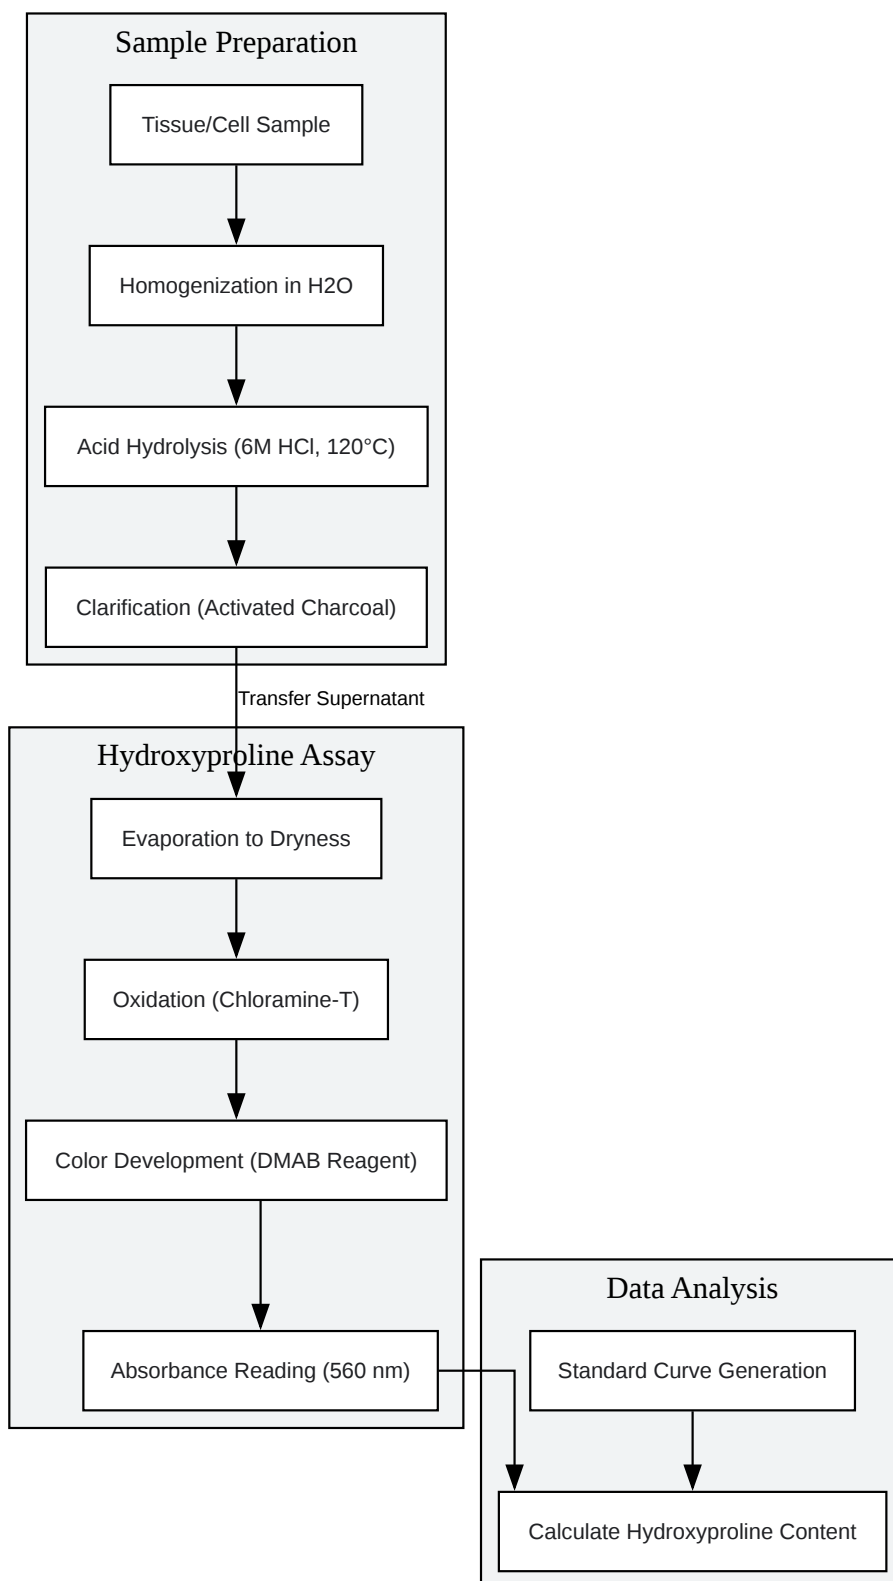 Sample Preparation
Tissue/Cell Sample
Homogenization in H2O
Acid Hydrolysis (6M HCl, 120°C)
Clarification (Activated Charcoal)
Transfer Supernatant
Hydroxyproline Assay
Evaporation to Dryness
Oxidation (Chloramine-T)
Color Development (DMAB Reagent)
Absorbance Reading (560 nm)
Data Analysis
Standard Curve Generation
Calculate Hydroxyproline Content